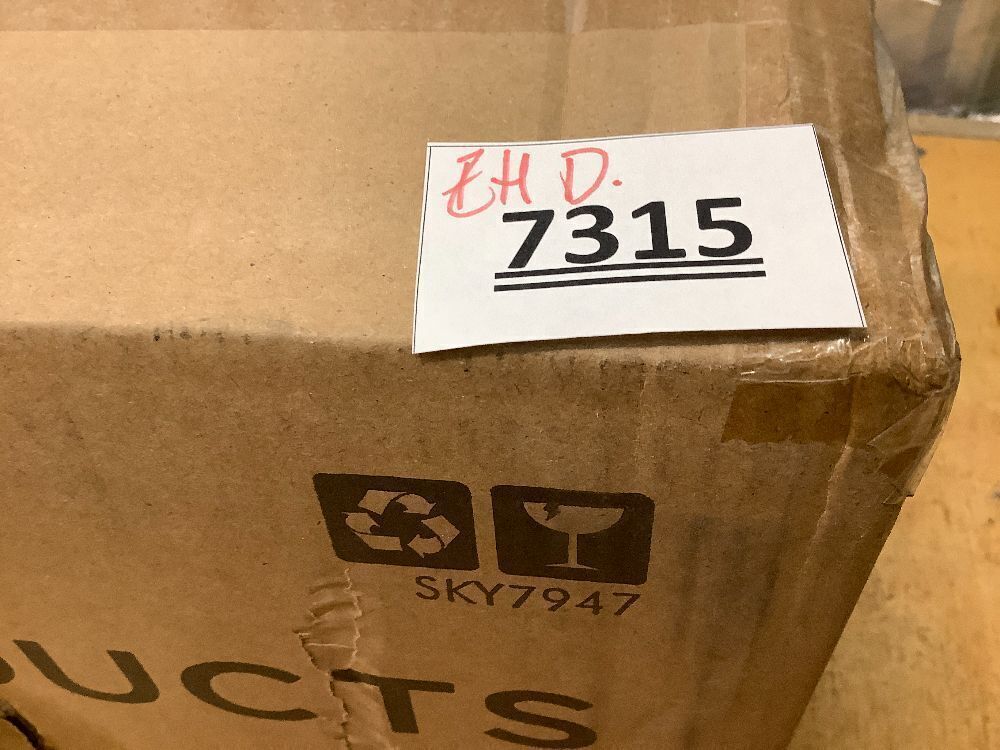 EH D.
7315
SKY7947
UCTS